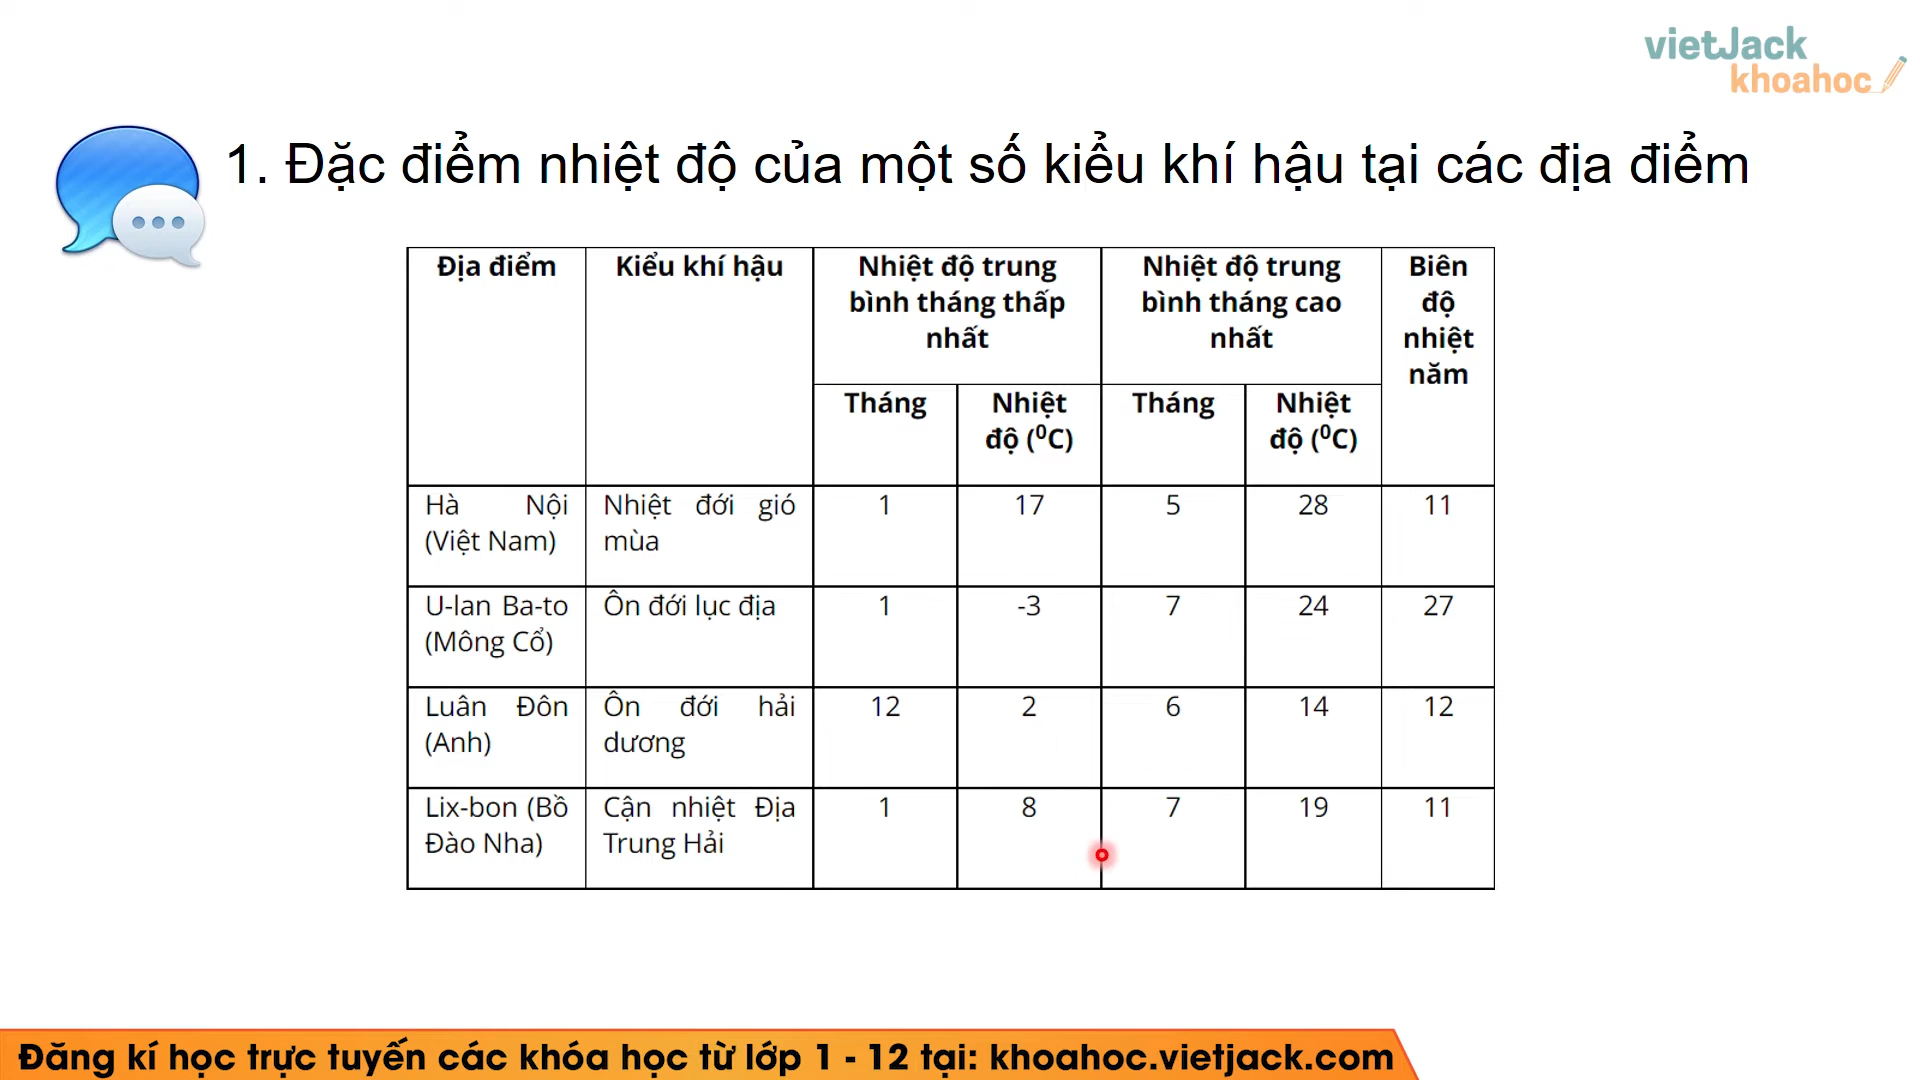 vietJack
khoahoc
1. Đặc điểm nhiệt độ của một số kiểu khí hậu tại các địa điểm
Địa điểm
Kiểu khí hậu
Nhiệt độ trung
bình tháng thấp
nhất
Nhiệt độ trung
bình tháng cao
nhất
Biên
độ
nhiệt
năm
Tháng
Nhiệt
độ (⁰C)
Tháng
Nhiệt
độ (⁰C)
Hà Nội
(Việt Nam)
Nhiệt đới gió
mùa
1
17
5
28
11
U-lan Ba-to
(Mông Cổ)
Ôn đới lục địa
1
-3
7
24
27
Luân Đôn
(Anh)
Ôn đới hải
dương
12
2
6
14
12
Lix-bon (Bồ
Đào Nha)
Cận nhiệt Địa
Trung Hải
1
8
7
19
11
Đăng kí học trực tuyến các khóa học từ lớp 1 - 12 tại: khoahoc.vietjack.com